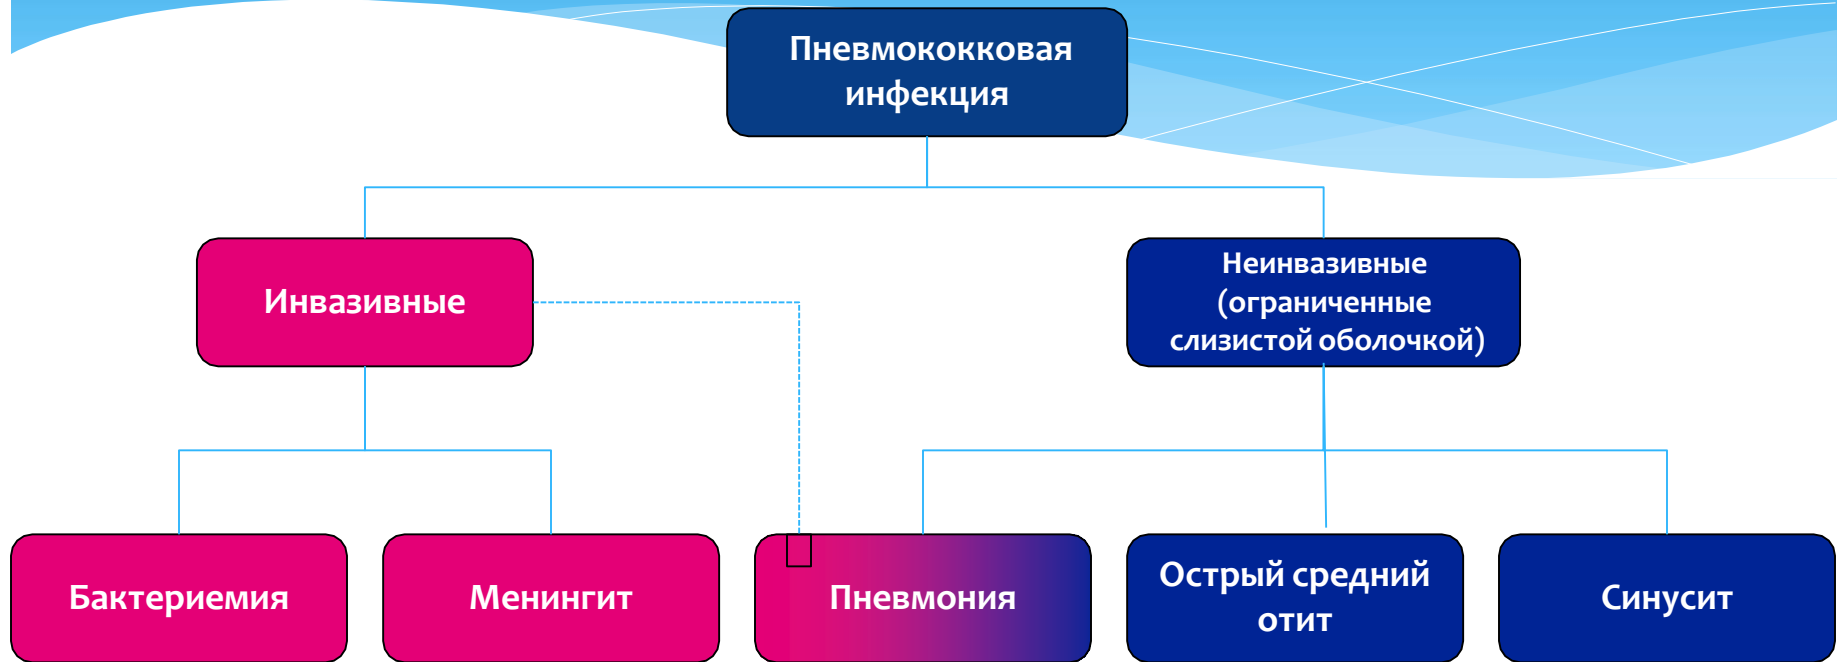 Пневмококковая
инфекция
Инвазивные
Неинвазивные
(ограниченные
слизистой оболочкой)
Бактериемия
Менингит
Пневмония
Острый средний
отит
Синусит